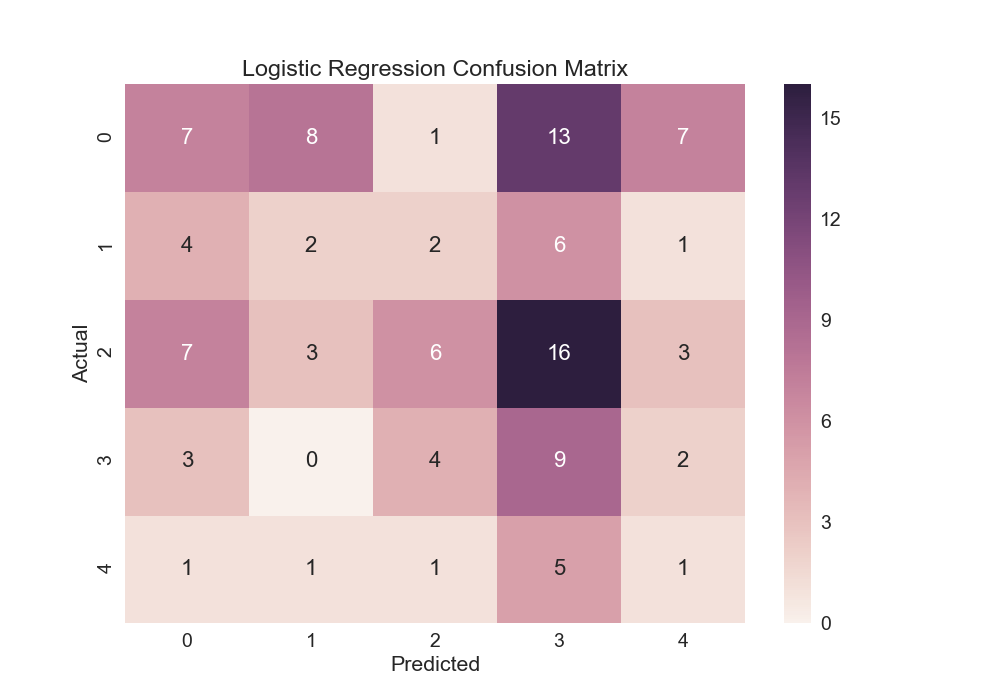 Logistic Regression Confusion Matrix
0 7 8 1 13 7
1 4 2 2 6 1
2 7 3 6 16 3
3 3 0 4 9 2
4 1 1 1 5 1
0 1 2 3 4
Predicted
Actual
15
12
9
6
3
0